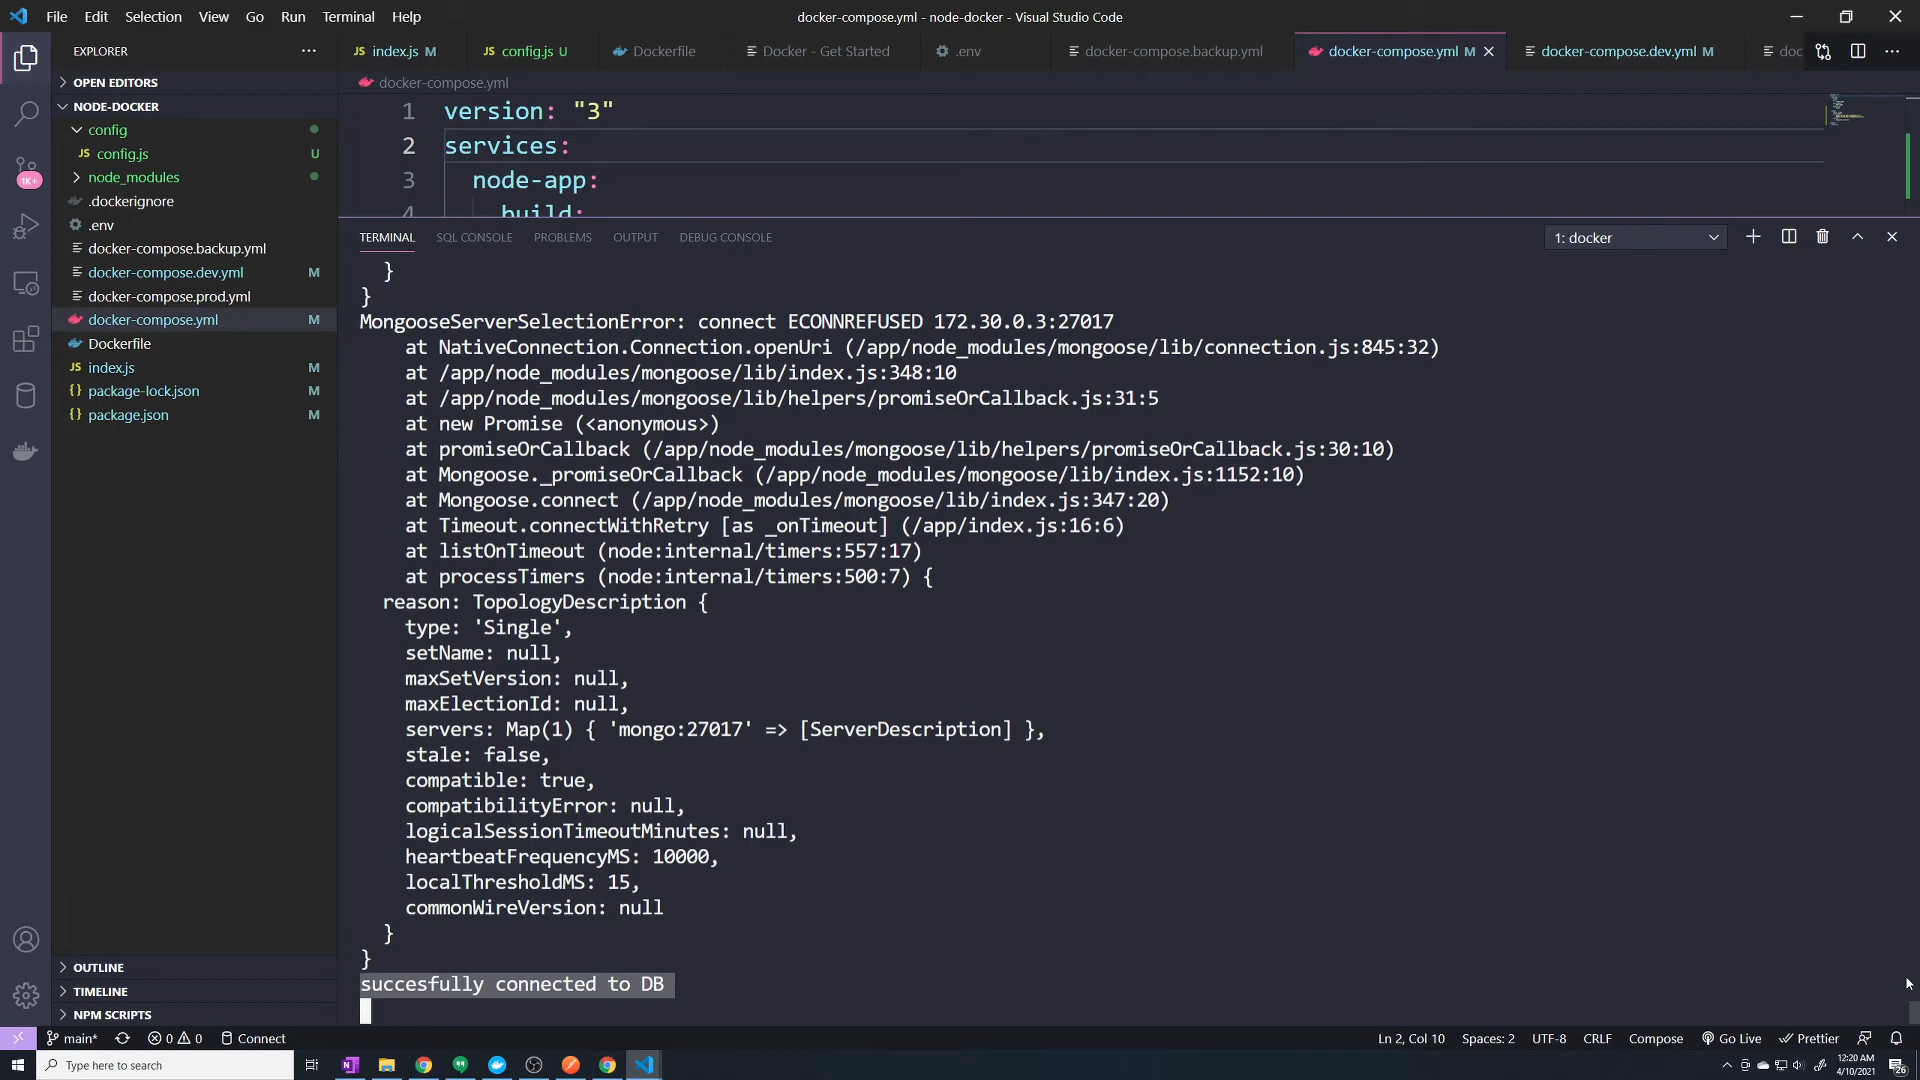 File Edit Selection View Go Run Terminal Help
docker-compose.yml - node-docker - Visual Studio Code
EXPLORER
index.js M
config.js U
Dockerfile
Docker - Get Started
.env
docker-compose.backup.yml
docker-compose.yml M
docker-compose.dev.yml M
doc
OPEN EDITORS
NODE-DOCKER
config
config.js U
node_modules
.dockerignore
.env
docker-compose.backup.yml
docker-compose.dev.yml M
docker-compose.prod.yml
docker-compose.yml M
Dockerfile
index.js M
package-lock.json M
package.json M
1K+
OUTLINE
TIMELINE
NPM SCRIPTS
docker-compose.yml
1 version: "3"
2 services:
3 node-app:
4 build:
TERMINAL SQL CONSOLE PROBLEMS OUTPUT DEBUG CONSOLE
1: docker
}
}
MongooseServerSelectionError: connect ECONNREFUSED 172.30.0.3:27017
at NativeConnection.Connection.openUri (/app/node_modules/mongoose/lib/connection.js:845:32)
at /app/node_modules/mongoose/lib/index.js:348:10
at /app/node_modules/mongoose/lib/helpers/promiseOrCallback.js:31:5
at new Promise (<anonymous>)
at promiseOrCallback (/app/node_modules/mongoose/lib/helpers/promiseOrCallback.js:30:10)
at Mongoose._promiseOrCallback (/app/node_modules/mongoose/lib/index.js:1152:10)
at Mongoose.connect (/app/node_modules/mongoose/lib/index.js:347:20)
at Timeout.connectWithRetry [as _onTimeout] (/app/index.js:16:6)
at listOnTimeout (node:internal/timers:557:17)
at processTimers (node:internal/timers:500:7) {
reason: TopologyDescription {
type: 'Single',
setName: null,
maxSetVersion: null,
maxElectionId: null,
servers: Map(1) { 'mongo:27017' => [ServerDescription] },
stale: false,
compatible: true,
compatibilityError: null,
logicalSessionTimeoutMinutes: null,
heartbeatFrequencyMS: 10000,
localThresholdMS: 15,
commonWireVersion: null
}
}
succesfully connected to DB
main* 0 0 Connect
Ln 2, Col 10 Spaces: 2 UTF-8 CRLF Compose Go Live Prettier
Type here to search
12:20 AM
4/10/2021
26